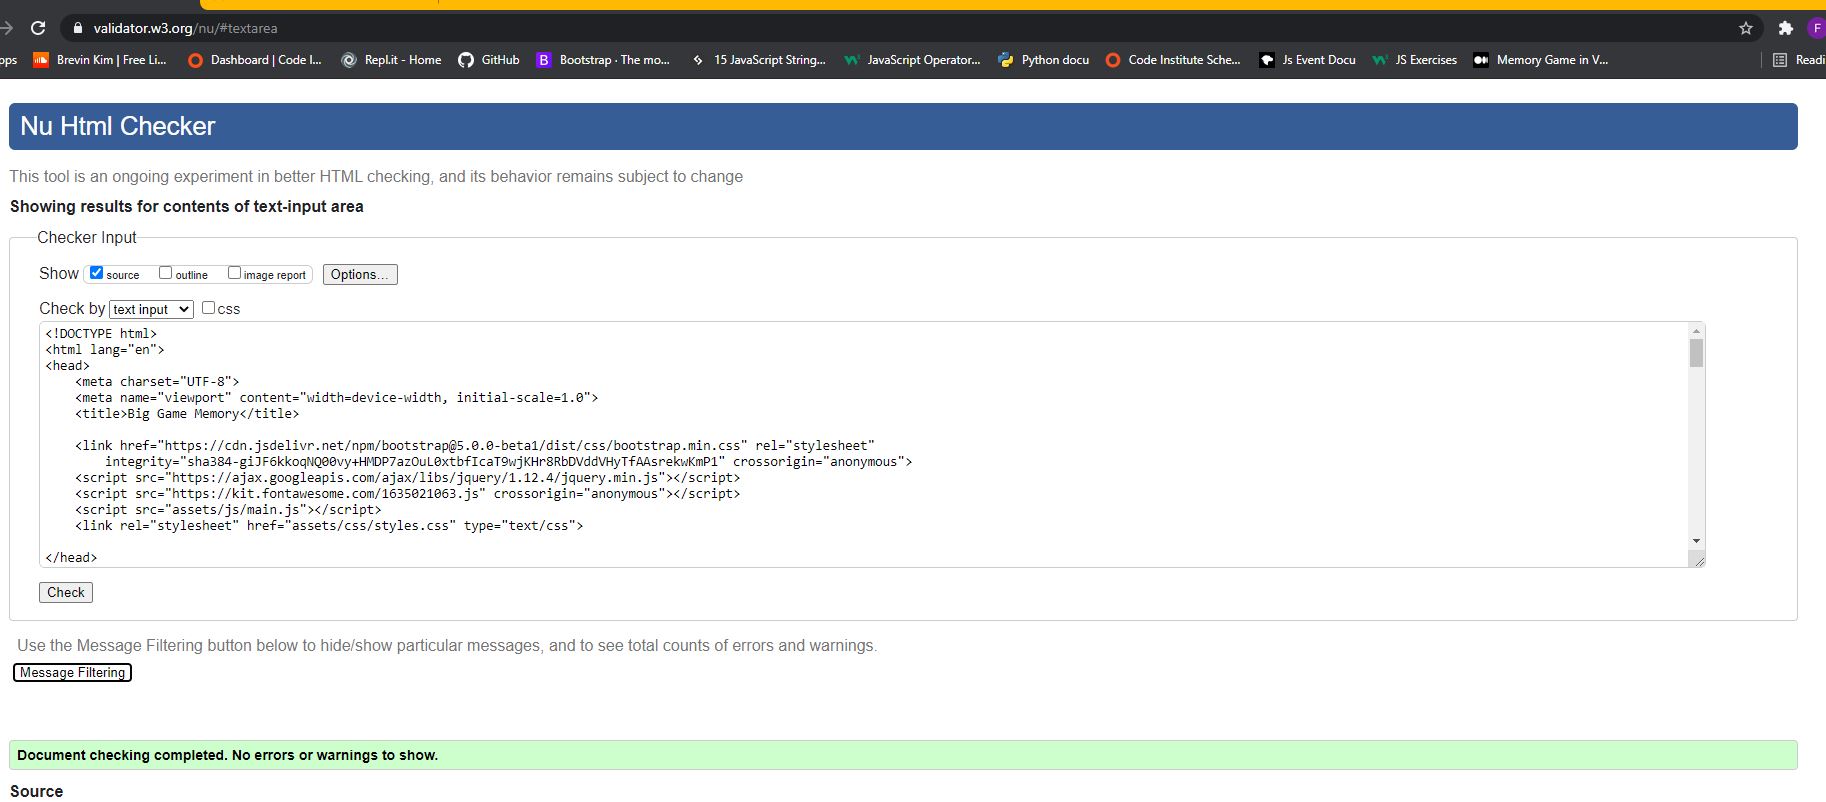 validator.w3.org/nu/#textarea
F
ops Brevin Kim | Free Li... Dashboard | Code I... Repl.it - Home GitHub B Bootstrap · The mo... 15 JavaScript String... JavaScript Operator... Python docu Code Institute Sche... Js Event Docu JS Exercises Memory Game in V... Readi
Nu Html Checker
This tool is an ongoing experiment in better HTML checking, and its behavior remains subject to change
Showing results for contents of text-input area
Checker Input
Show source outline image report Options...
Check by text input css
<!DOCTYPE html>
<html lang="en">
<head>
<meta charset="UTF-8">
<meta name="viewport" content="width=device-width, initial-scale=1.0">
<title>Big Game Memory</title>
<link href="https://cdn.jsdelivr.net/npm/bootstrap@5.0.0-beta1/dist/css/bootstrap.min.css" rel="stylesheet"
integrity="sha384-giJF6kkoqNQ00vy+HMDP7azOuL0xtbfIcaT9wjKHr8RbDVddVHyTfAAsrekwKmP1" crossorigin="anonymous">
<script src="https://ajax.googleapis.com/ajax/libs/jquery/1.12.4/jquery.min.js"></script>
<script src="https://kit.fontawesome.com/1635021063.js" crossorigin="anonymous"></script>
<script src="assets/js/main.js"></script>
<link rel="stylesheet" href="assets/css/styles.css" type="text/css">
</head>
Check
Use the Message Filtering button below to hide/show particular messages, and to see total counts of errors and warnings.
Message Filtering
Document checking completed. No errors or warnings to show.
Source